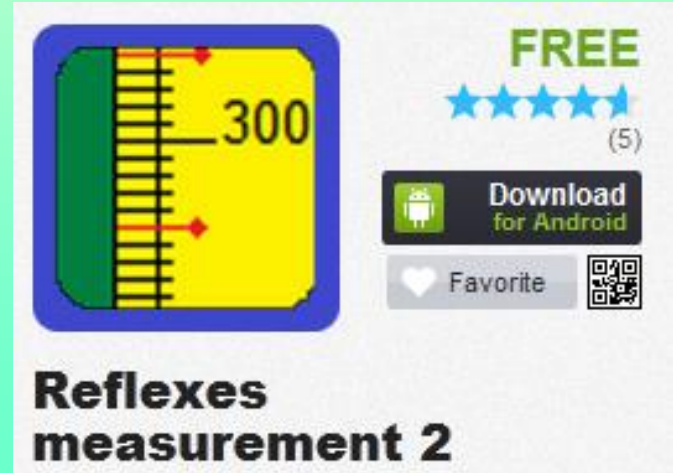 300
FREE
(5)
Download
for Android
Favorite
Reflexes
measurement 2